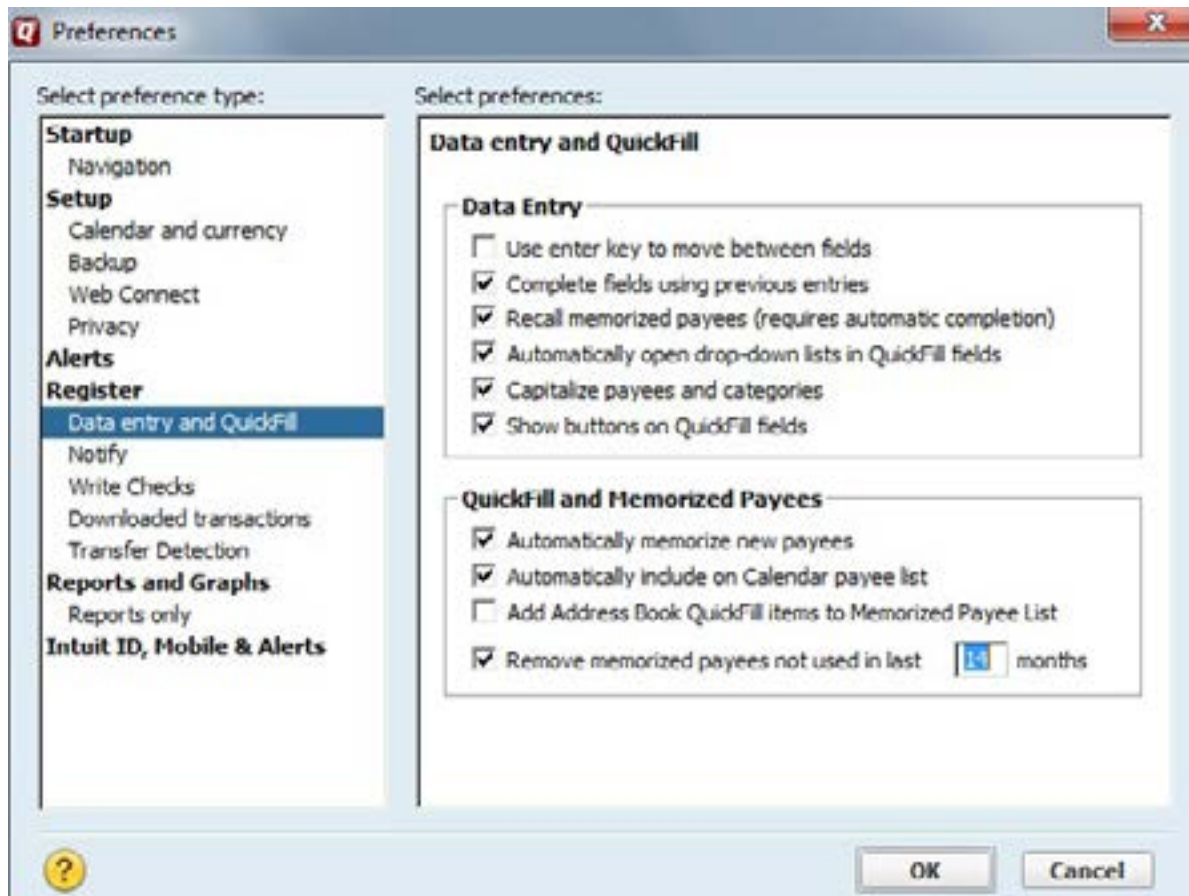 Preferences
Select preference type:
Startup
Navigation
Setup
Calendar and currency
Backup
Web Connect
Privacy
Alerts
Register
Data entry and QuickFill
Notify
Write Checks
Downloaded transactions
Transfer Detection
Reports and Graphs
Reports only
Intuit ID, Mobile & Alerts
Select preferences:
Data entry and QuickFill
Data Entry
Use enter key to move between fields
Complete fields using previous entries
Recall memorized payees (requires automatic completion)
Automatically open drop-down lists in QuickFill fields
Capitalize payees and categories
Show buttons on QuickFill fields
QuickFill and Memorized Payees
Automatically memorize new payees
Automatically include on Calendar payee list
Add Address Book QuickFill items to Memorized Payee List
Remove memorized payees not used in last 14 months
?
OK
Cancel